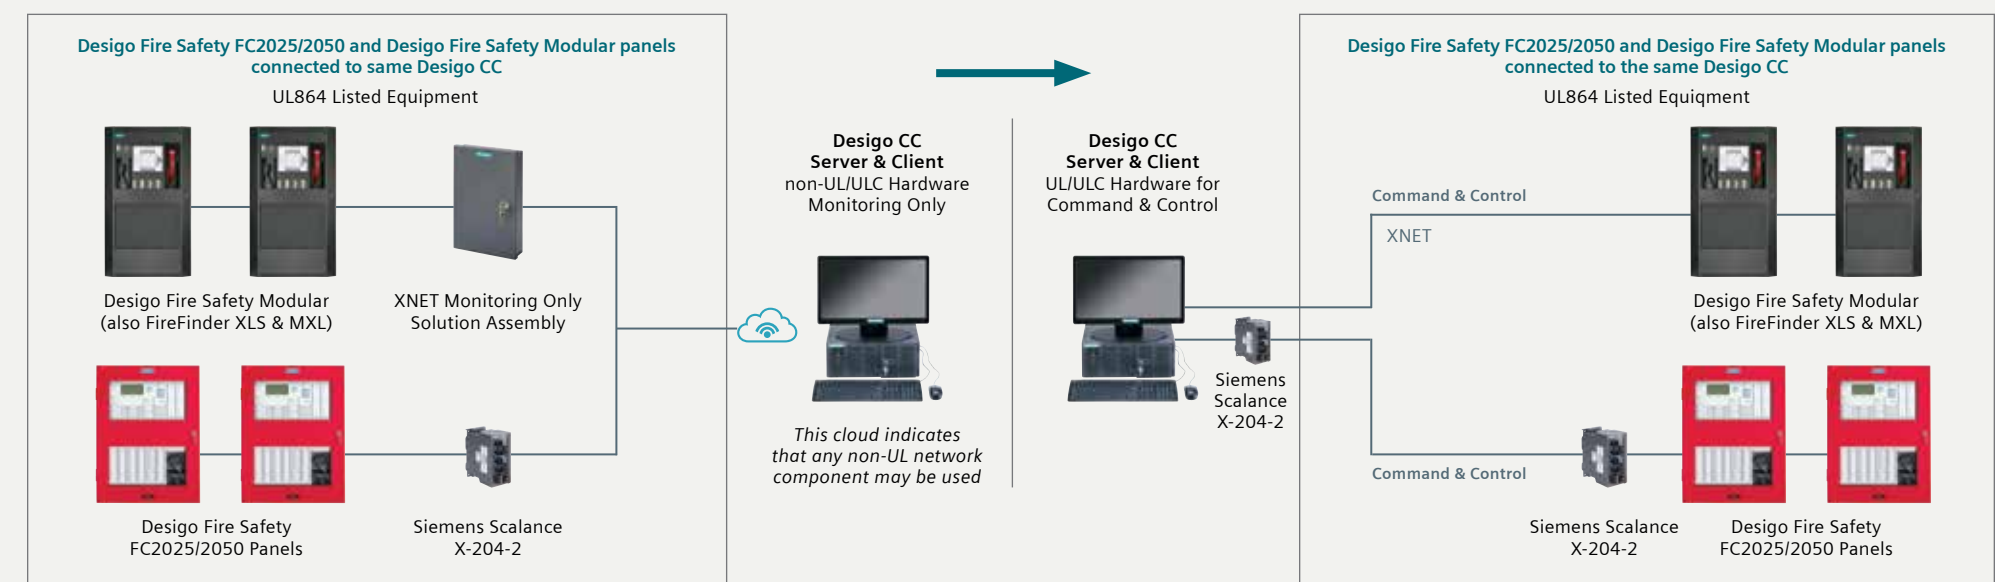 Desigo Fire Safety FC2025/2050 and Desigo Fire Safety Modular panels
connected to same Desigo CC
UL864 Listed Equipment
Desigo Fire Safety Modular
(also FireFinder XLS & MXL)
XNET Monitoring Only
Solution Assembly
Desigo Fire Safety
FC2025/2050 Panels
Siemens Scalance
X-204-2
Desigo CC
Server & Client
non-UL/ULC Hardware
Monitoring Only
This cloud indicates
that any non-UL network
component may be used
Desigo CC
Server & Client
UL/ULC Hardware for
Command & Control
Siemens
Scalance
X-204-2
Desigo Fire Safety FC2025/2050 and Desigo Fire Safety Modular panels
connected to the same Desigo CC
UL864 Listed Equiqment
Command & Control
XNET
Desigo Fire Safety Modular
(also FireFinder XLS & MXL)
Command & Control
Siemens Scalance
X-204-2
Desigo Fire Safety
FC2025/2050 Panels